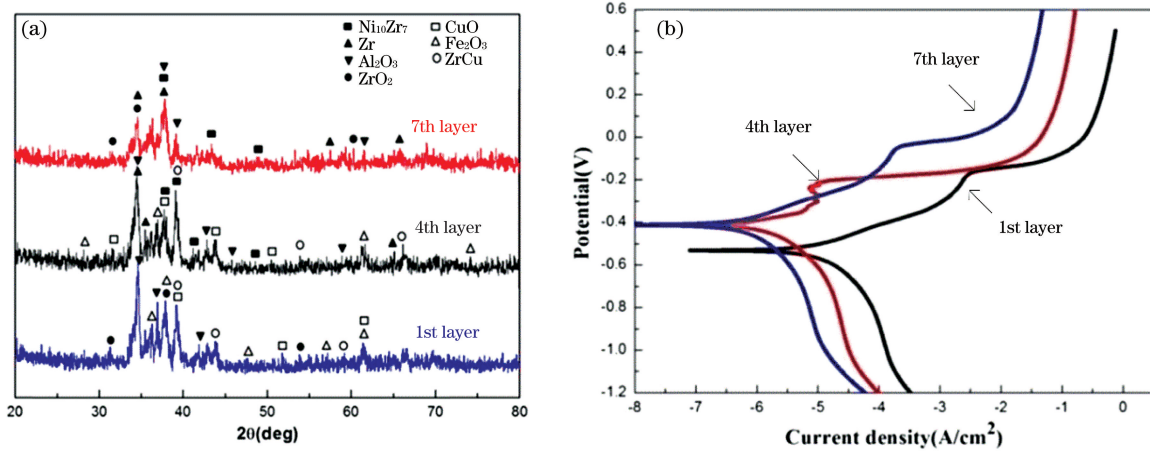 (a)
■ Ni₁₀Zr₇
▲ Zr
▼ Al₂O₃
● ZrO₂
□ CuO
△ Fe₂O₃
○ ZrCu
7th layer
4th layer
1st layer
20 30 40 50 60 70 80
2θ(deg)
(b)
0.6
0.4
0.2
0.0
-0.2
-0.4
-0.6
-0.8
-1.0
-1.2
Potential(V)
7th layer
4th layer
1st layer
-8 -7 -6 -5 -4 -3 -2 -1 0
Current density(A/cm²)